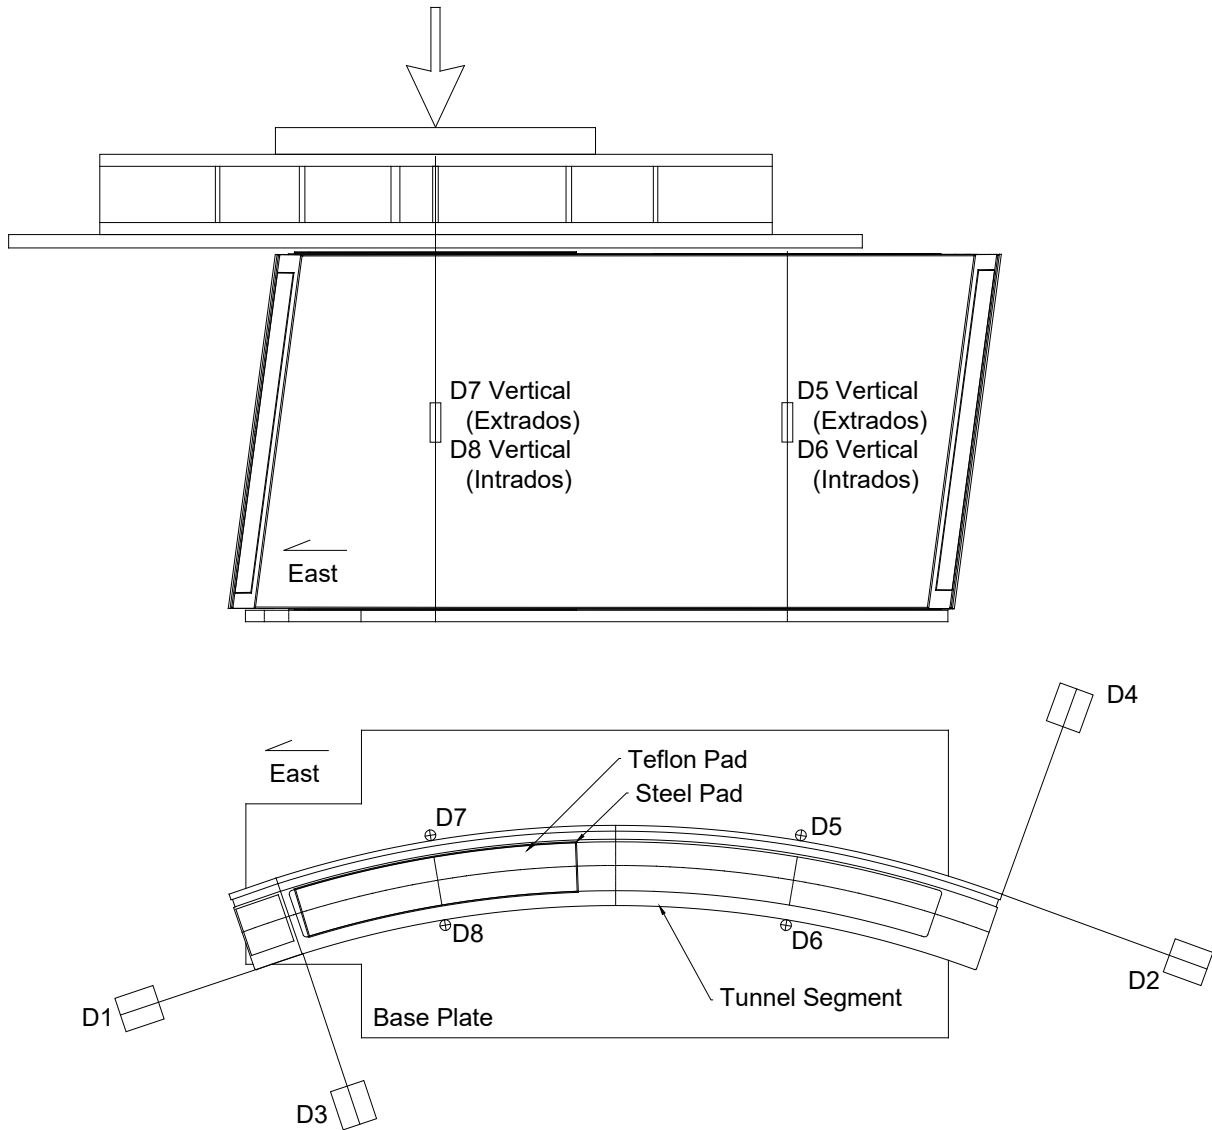 D7 Vertical
(Extrados)
D8 Vertical
(Intrados)
D5 Vertical
(Extrados)
D6 Vertical
(Intrados)
East
D4
East
Teflon Pad
Steel Pad
D7
D5
D8
D6
D2
D1
Tunnel Segment
Base Plate
D3